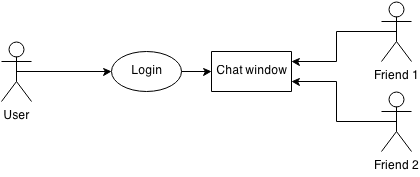 Friend 1
Login
Chat window
User
Friend 2